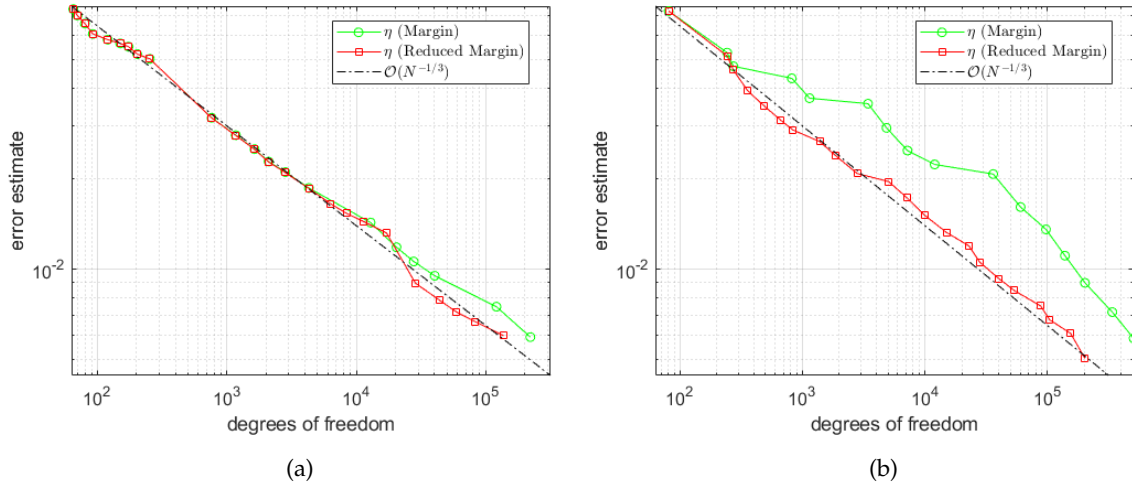 η (Margin)
η (Reduced Margin)
𝒪(N^{-1/3})
error estimate
10^{-2}
10^2
10^3
10^4
10^5
degrees of freedom
(a)
η (Margin)
η (Reduced Margin)
𝒪(N^{-1/3})
error estimate
10^{-2}
10^2
10^3
10^4
10^5
degrees of freedom
(b)